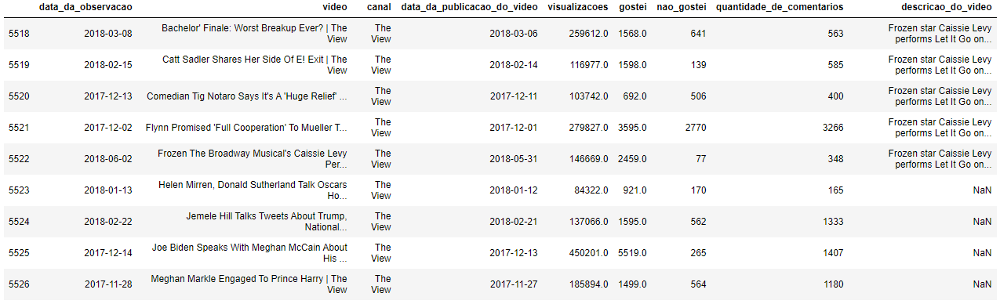 data_da_observacao video canal data_da_publicacao_do_video visualizacoes gostei nao_gostei quantidade_de_comentarios descricao_do_video
5518 2018-03-08 Bachelor' Finale: Worst Breakup Ever? | The View The View 2018-03-06 259612.0 1568.0 641 563 Frozen star Caissie Levy performs Let It Go on...
5519 2018-02-15 Catt Sadler Shares Her Side Of E! Exit | The View The View 2018-02-14 116977.0 1598.0 139 585 Frozen star Caissie Levy performs Let It Go on...
5520 2017-12-13 Comedian Tig Notaro Says It's A 'Huge Relief' ... The View 2017-12-11 103742.0 692.0 506 400 Frozen star Caissie Levy performs Let It Go on...
5521 2017-12-02 Flynn Promised 'Full Cooperation' To Mueller T... The View 2017-12-01 279827.0 3595.0 2770 3266 Frozen star Caissie Levy performs Let It Go on...
5522 2018-06-02 Frozen The Broadway Musical's Caissie Levy Per... The View 2018-05-31 146669.0 2459.0 77 348 Frozen star Caissie Levy performs Let It Go on...
5523 2018-01-13 Helen Mirren, Donald Sutherland Talk Oscars Ho... The View 2018-01-12 84322.0 921.0 170 165 NaN
5524 2018-02-22 Jemele Hill Talks Tweets About Trump, National... The View 2018-02-21 137066.0 1595.0 562 1333 NaN
5525 2017-12-14 Joe Biden Speaks With Meghan McCain About His ... The View 2017-12-13 450201.0 5519.0 265 1407 NaN
5526 2017-11-28 Meghan Markle Engaged To Prince Harry | The View The View 2017-11-27 185894.0 1499.0 564 1180 NaN